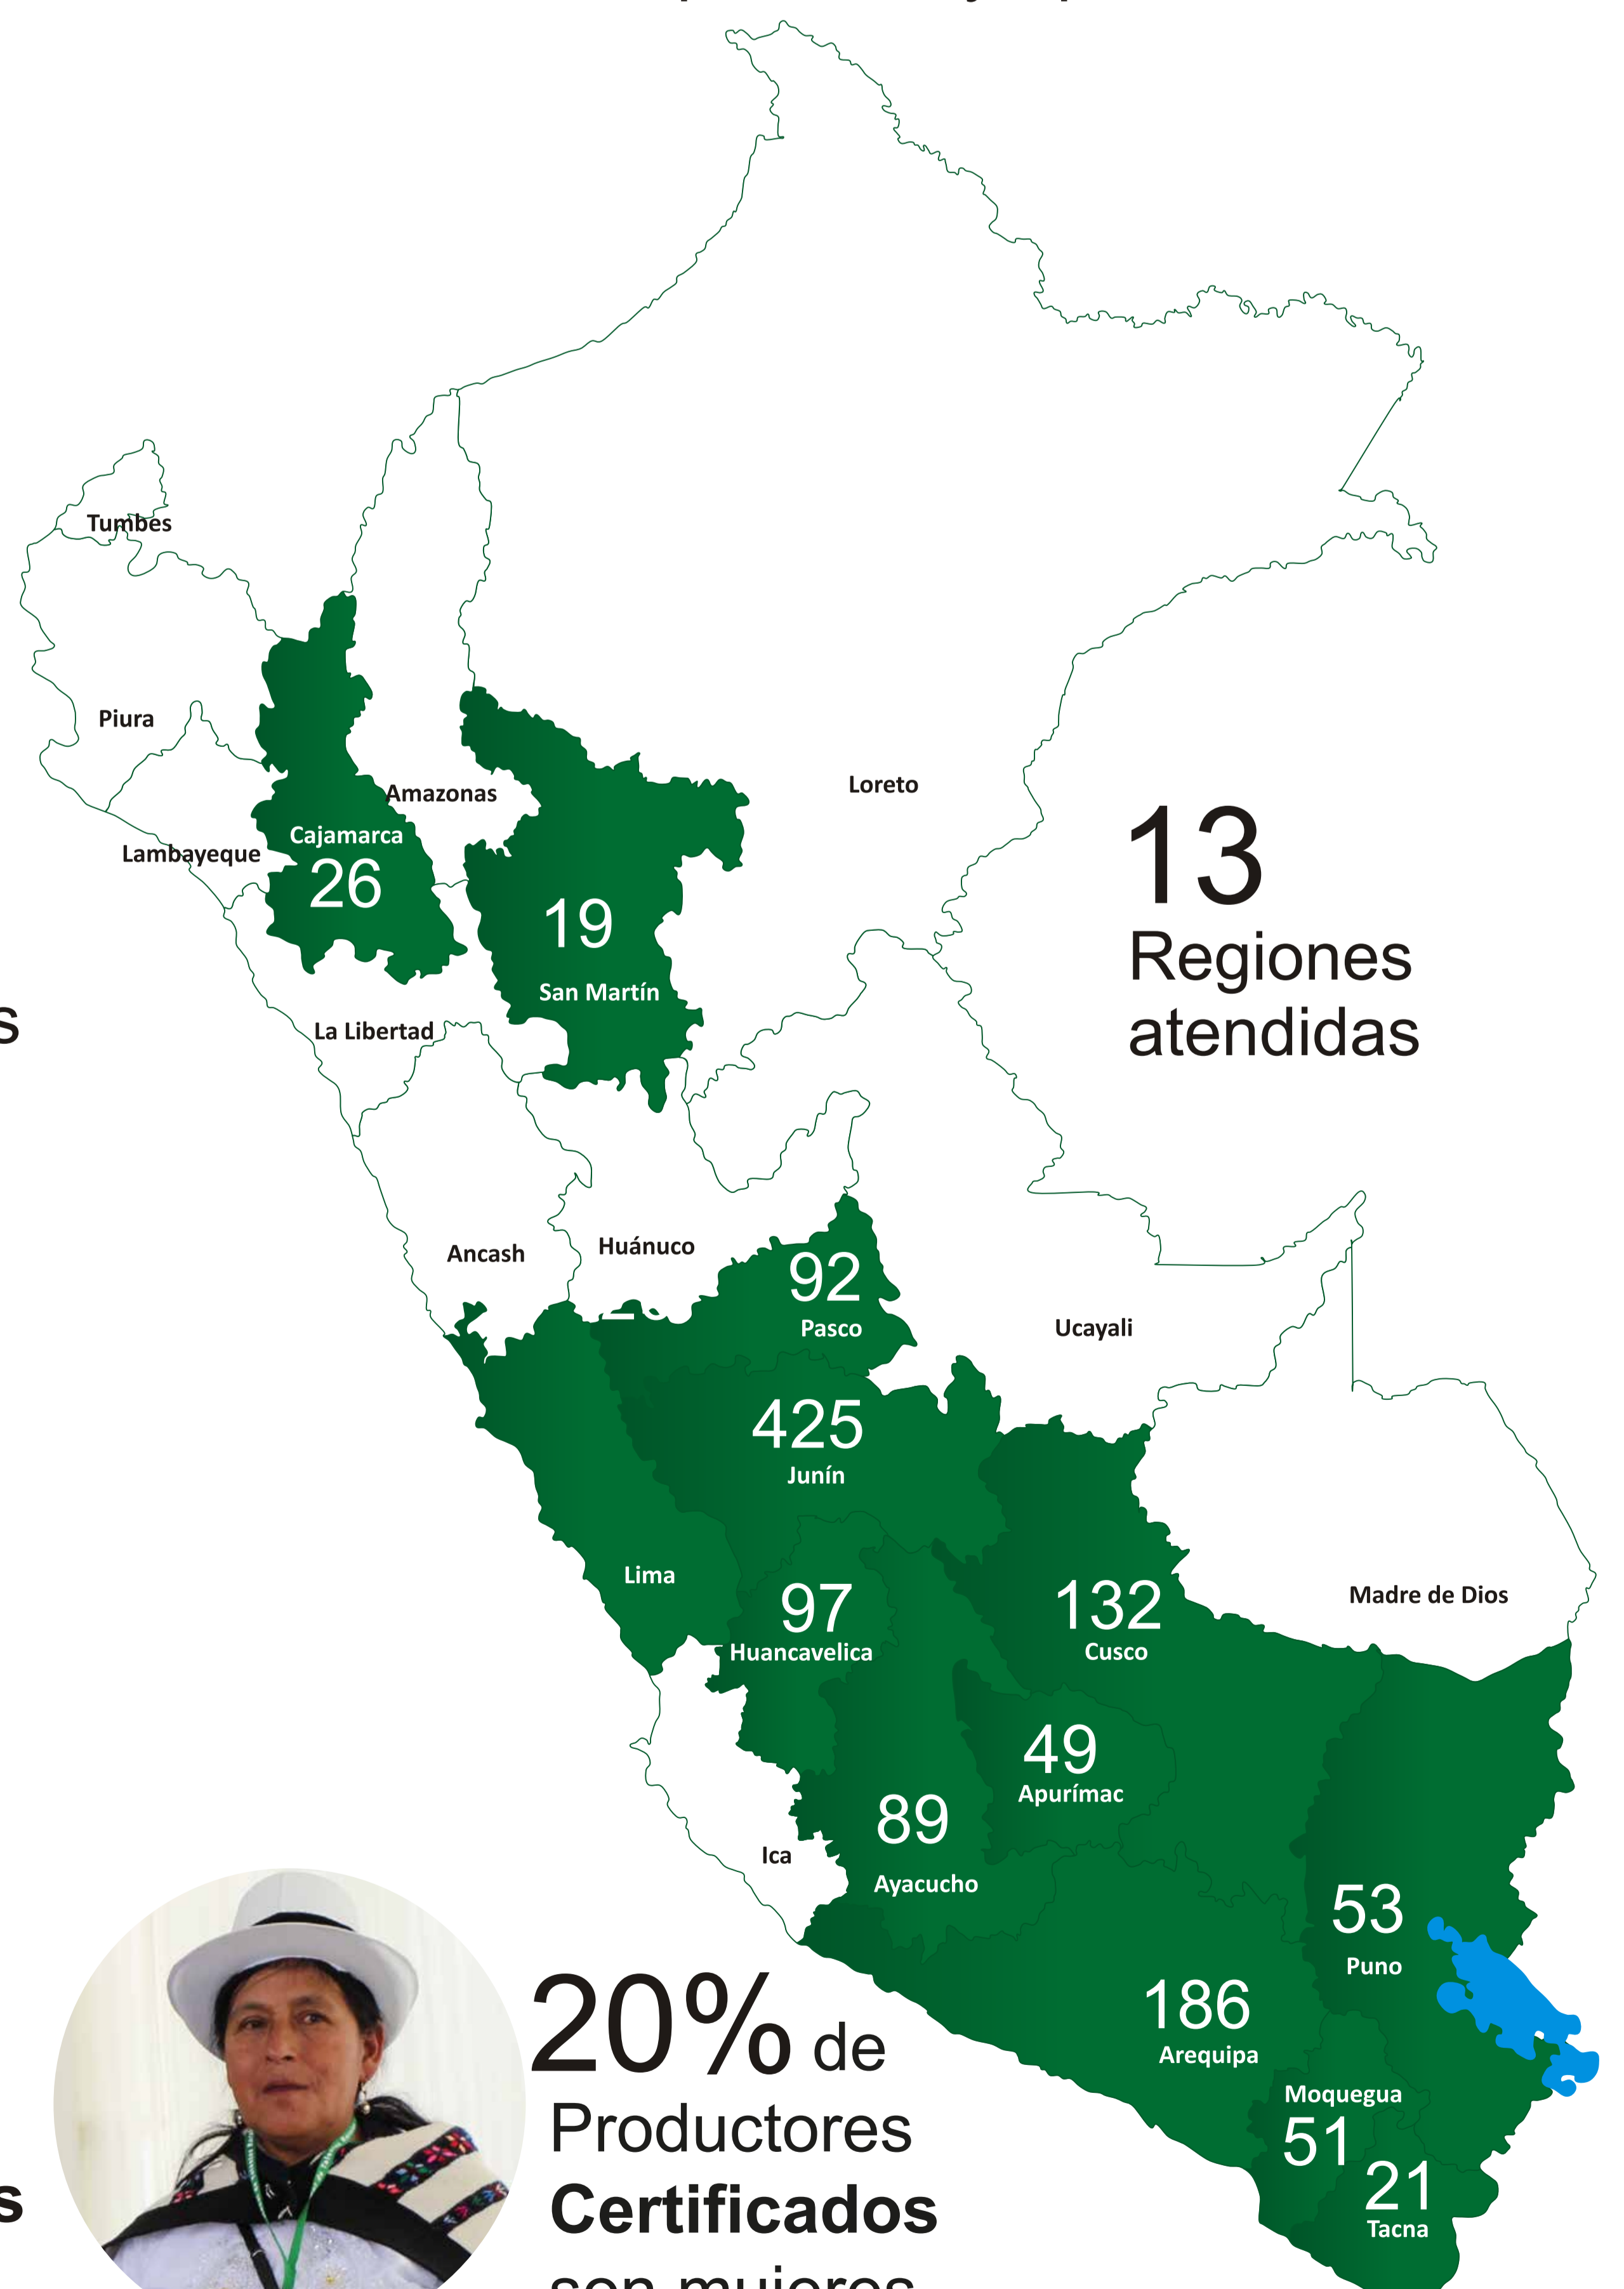 Tumbes
Piura
Amazonas
Loreto
Cajamarca
Lambayeque
26
19
San Martín
La Libertad
13
Regiones
atendidas
Ancash
Huánuco
92
Pasco
Ucayali
425
Junín
Lima
97
Huancavelica
132
Cusco
Madre de Dios
49
Apurímac
89
Ayacucho
Ica
53
Puno
186
Arequipa
Moquegua
51
21
Tacna
20% de
Productores
Certificados
son mujeres